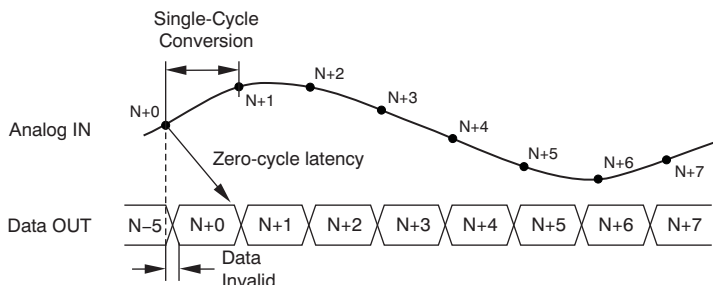 Single-Cycle
Conversion
N+0
N+1
N+2
N+3
N+4
N+5
N+6
N+7
Analog IN
Zero-cycle latency
Data OUT
N–5
N+0
N+1
N+2
N+3
N+4
N+5
N+6
N+7
Data
Invalid